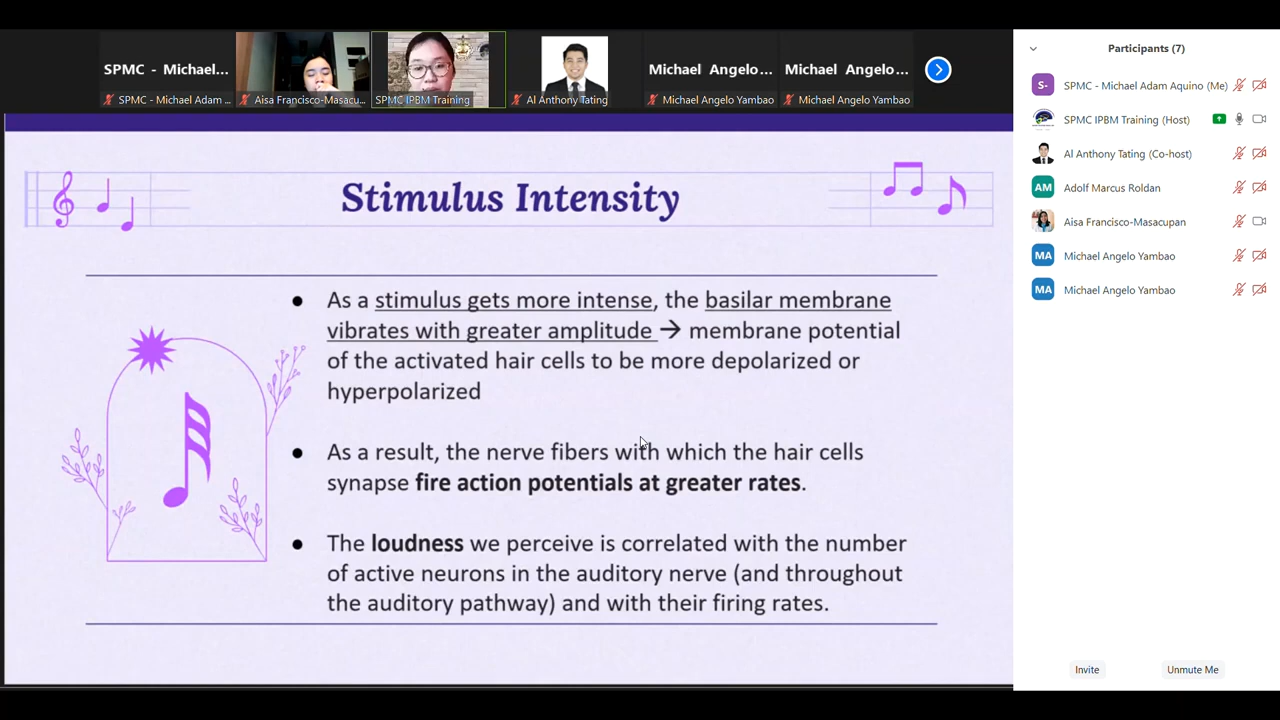 SPMC - Michael...
Michael Angelo...
Michael Angelo...
SPMC - Michael Adam ...
Aisa Francisco-Masacu...
SPMC IPBM Training
Al Anthony Tating
Michael Angelo Yambao
Michael Angelo Yambao
Stimulus Intensity
● As a stimulus gets more intense, the basilar membrane
vibrates with greater amplitude → membrane potential
of the activated hair cells to be more depolarized or
hyperpolarized
● As a result, the nerve fibers with which the hair cells
synapse fire action potentials at greater rates.
● The loudness we perceive is correlated with the number
of active neurons in the auditory nerve (and throughout
the auditory pathway) and with their firing rates.
Participants (7)
S- SPMC - Michael Adam Aquino (Me)
SPMC IPBM Training (Host)
Al Anthony Tating (Co-host)
AM Adolf Marcus Roldan
Aisa Francisco-Masacupan
MA Michael Angelo Yambao
MA Michael Angelo Yambao
Invite
Unmute Me